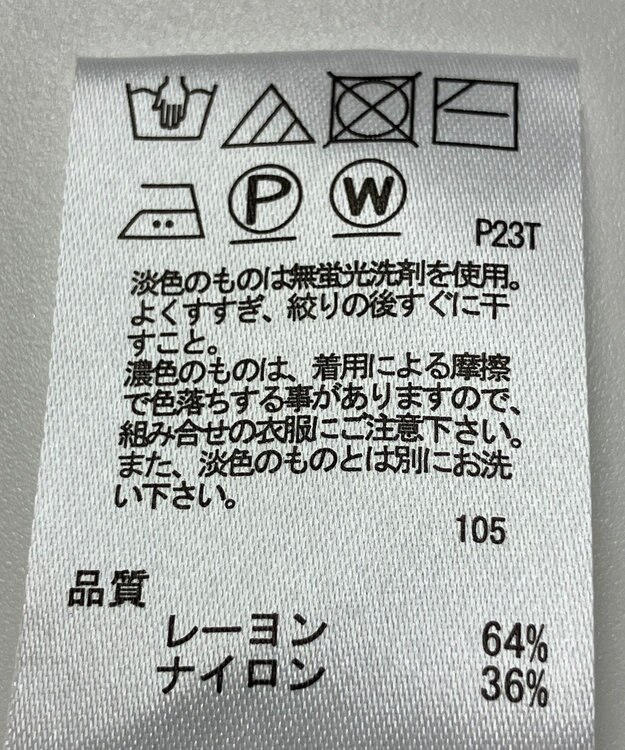 P W
P23T
淡色のものは無蛍光洗剤を使用。
よくすすぎ、絞りの後すぐに干
すこと。
濃色のものは、着用による摩擦
で色落ちする事がありますので、
組み合せの衣服にご注意下さい。
また、淡色のものとは別にお洗
い下さい。
105
品質
レーヨン 64%
ナイロン 36%